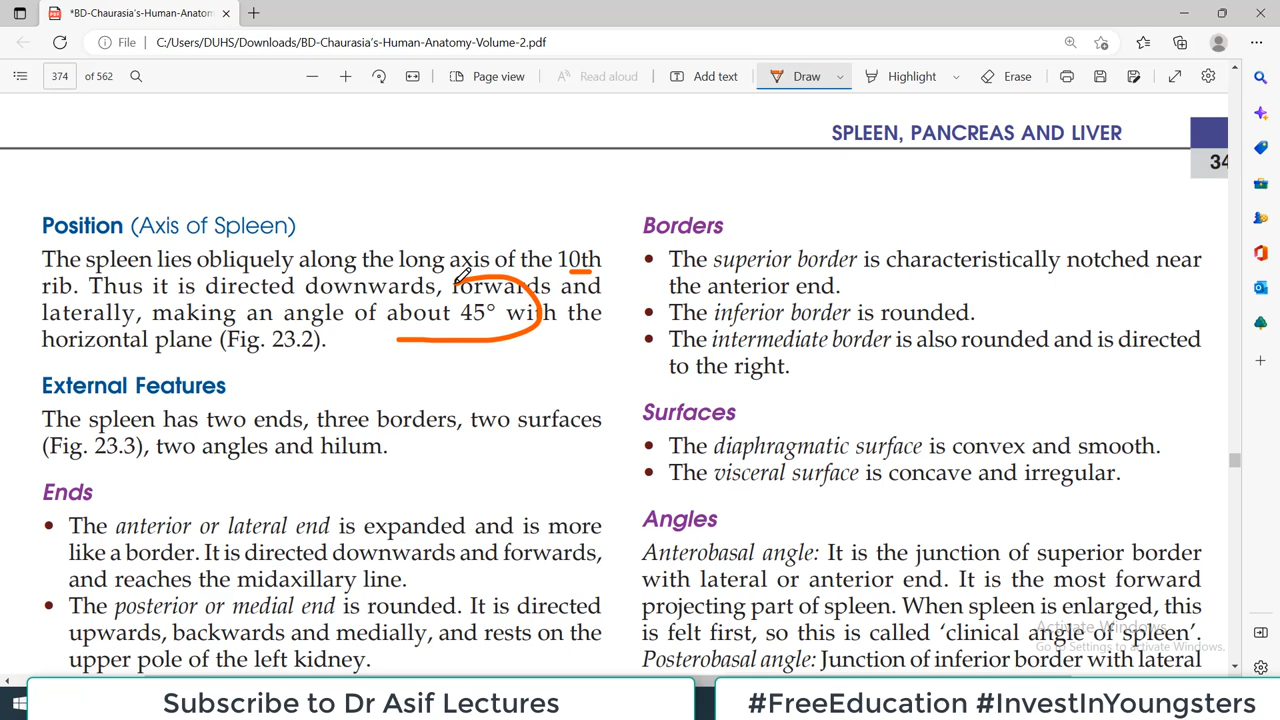 *BD-Chaurasia's-Human-Anatom
File
C:/Users/DUHS/Downloads/BD-Chaurasia's-Human-Anatomy-Volume-2.pdf
374
of 562
Page view
Read aloud
Add text
Draw
Highlight
Erase
SPLEEN, PANCREAS AND LIVER
34
Position (Axis of Spleen)
The spleen lies obliquely along the long axis of the 10th
rib. Thus it is directed downwards, forwards and
laterally, making an angle of about 45° with the
horizontal plane (Fig. 23.2).
External Features
The spleen has two ends, three borders, two surfaces
(Fig. 23.3), two angles and hilum.
Ends
• The anterior or lateral end is expanded and is more
like a border. It is directed downwards and forwards,
and reaches the midaxillary line.
• The posterior or medial end is rounded. It is directed
upwards, backwards and medially, and rests on the
upper pole of the left kidney.
Borders
• The superior border is characteristically notched near
the anterior end.
• The inferior border is rounded.
• The intermediate border is also rounded and is directed
to the right.
Surfaces
• The diaphragmatic surface is convex and smooth.
• The visceral surface is concave and irregular.
Angles
Anterobasal angle: It is the junction of superior border
with lateral or anterior end. It is the most forward
projecting part of spleen. When spleen is enlarged, this
is felt first, so this is called 'clinical angle of spleen'.
Posterobasal angle: Junction of inferior border with lateral
Activate Windows
Go to Settings to activate Windows.
Subscribe to Dr Asif Lectures
#FreeEducation #InvestInYoungsters